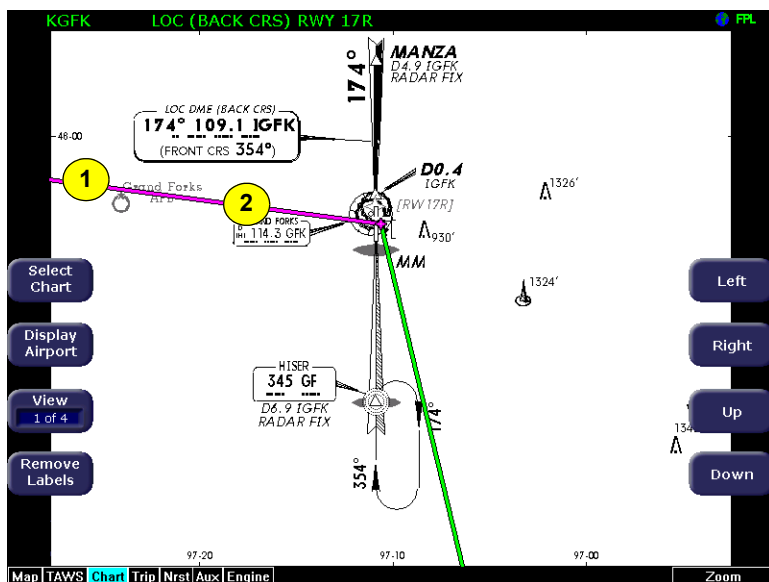 KGFK LOC (BACK CRS) RWY 17R FPL
MANZA
D4.9 IGFK
RADAR FIX
174°
LOC DME (BACK CRS)
174° 109.1 IGFK
(FRONT CRS 354°)
48-00
D0.4
IGFK
[RW 17R]
1326'
1
Grand Forks
AFB
2
114.3 GFK
930'
MM
Select
Chart
Left
1324'
Display
Airport
Right
HISER
345 GF
D6.9 IGFK
RADAR FIX
View
1 of 4
Up
174°
354°
Remove
Labels
Down
97-20
97-10
97-00
Map TAWS Chart Trip Nrst Aux Engine Zoom